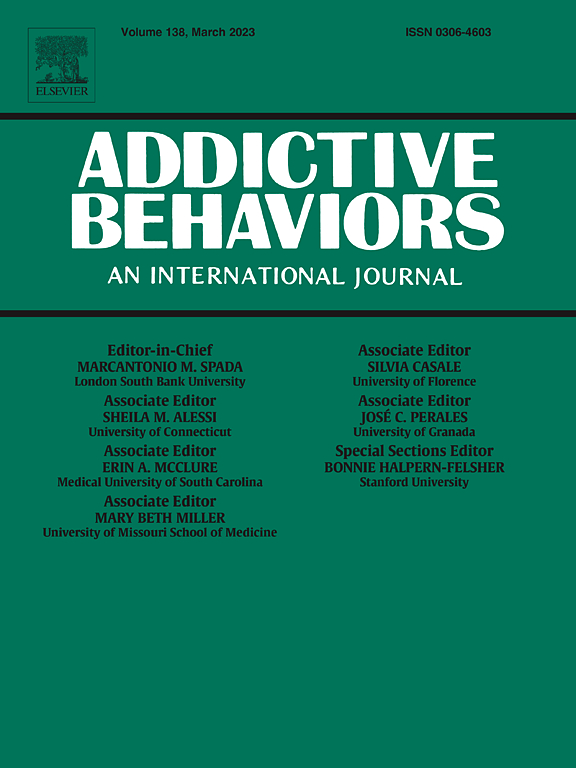 Volume 138, March 2023
ISSN 0306-4603
ELSEVIER
ADDICTIVE
BEHAVIORS
AN INTERNATIONAL JOURNAL
Editor-in-Chief
MARCANTONIO M. SPADA
London South Bank University
Associate Editor
SHEILA M. ALESSI
University of Connecticut
Associate Editor
ERIN A. MCCLURE
Medical University of South Carolina
Associate Editor
MARY BETH MILLER
University of Missouri School of Medicine
Associate Editor
SILVIA CASALE
University of Florence
Associate Editor
JOSÉ C. PERALES
University of Granada
Special Sections Editor
BONNIE HALPERN-FELSHER
Stanford University